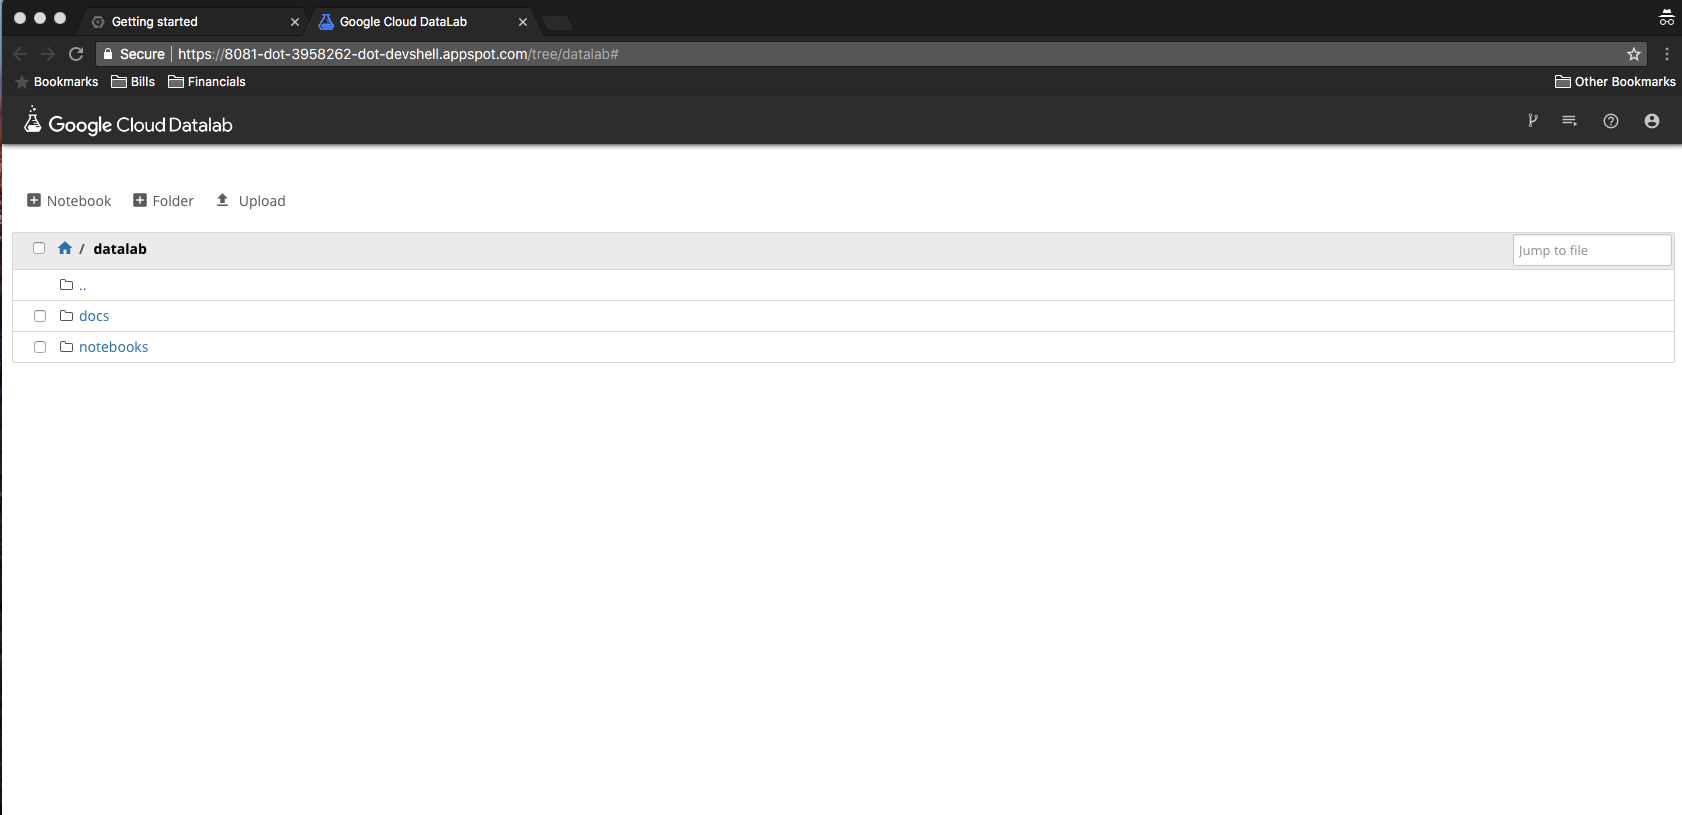 Getting started
Google Cloud DataLab
Secure https://8081-dot-3958262-dot-devshell.appspot.com/tree/datalab#
Bookmarks Bills Financials Other Bookmarks
Google Cloud Datalab
Notebook Folder Upload
/ datalab Jump to file
..
docs
notebooks